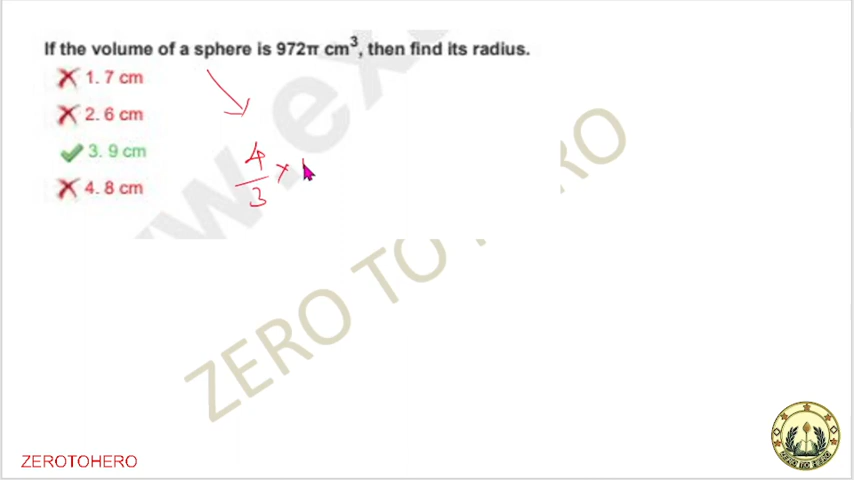 If the volume of a sphere is 972π cm³, then find its radius.
1. 7 cm
2. 6 cm
3. 9 cm
4. 8 cm
4
3 ×
ZERO TO
RO
ZEROTOHERO